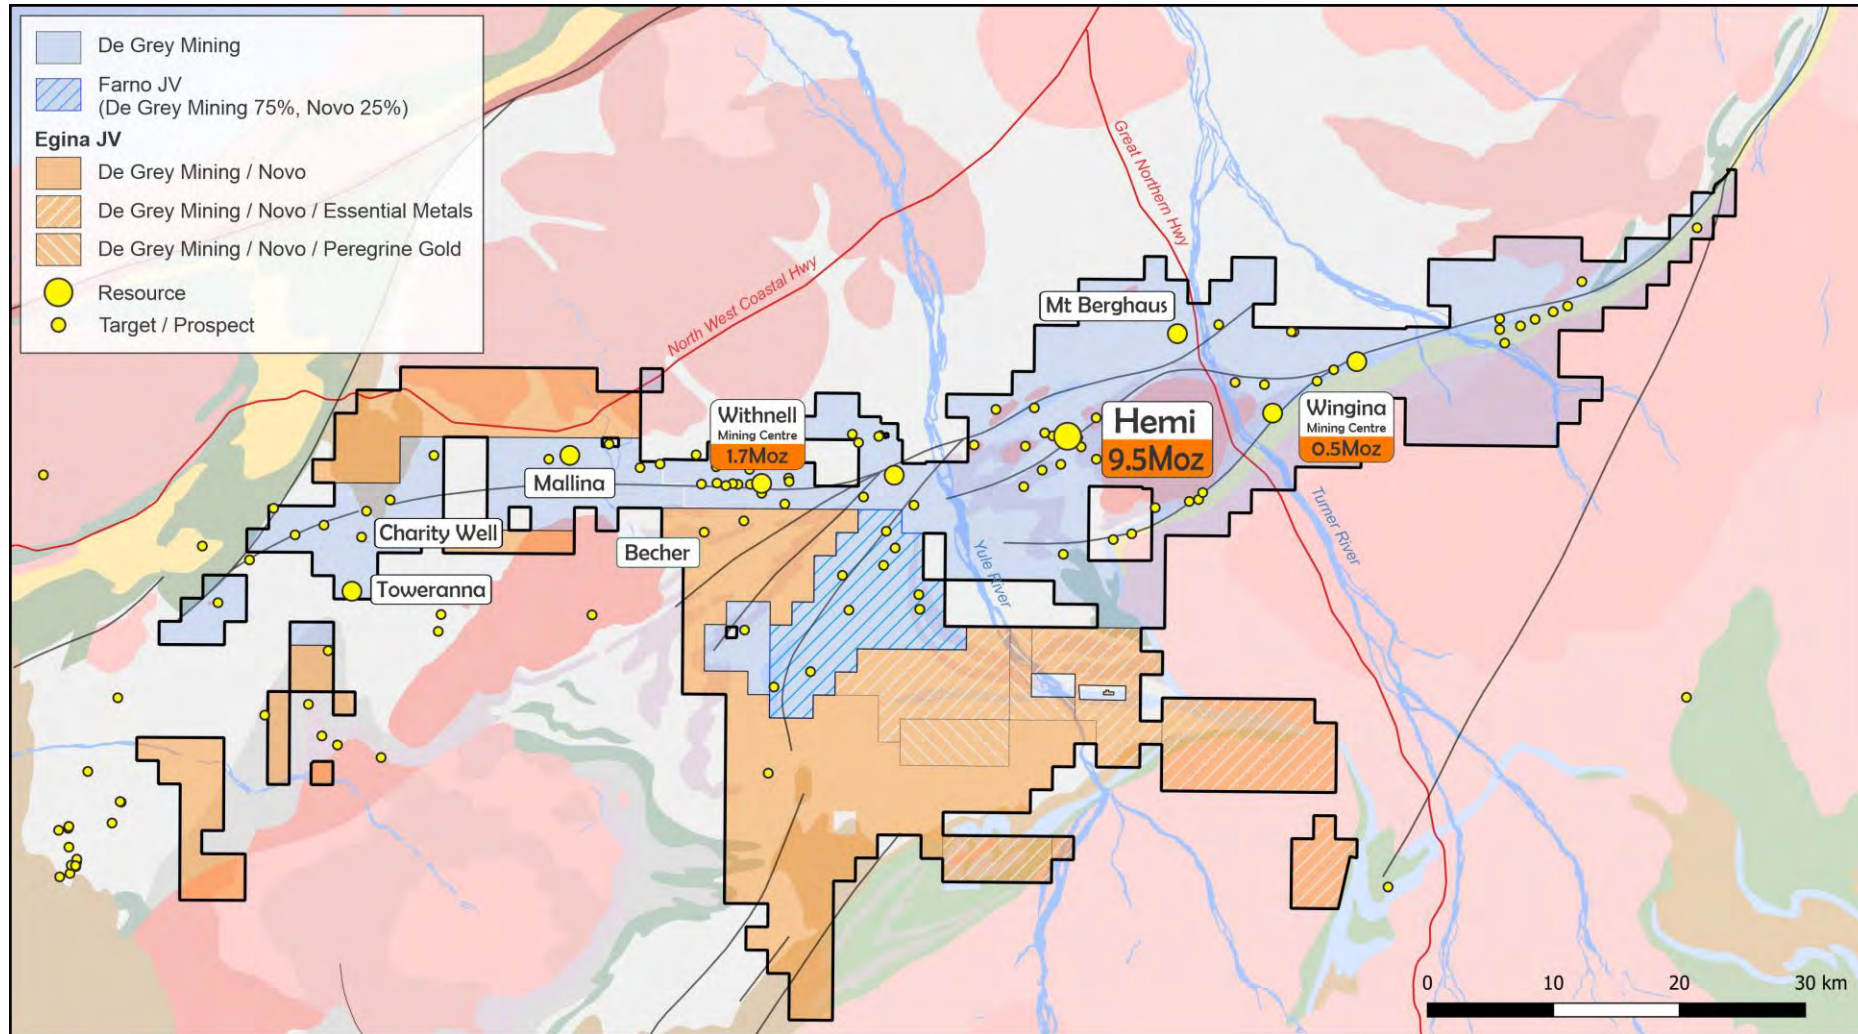 De Grey Mining
Farno JV
(De Grey Mining 75%, Novo 25%)
Egina JV
De Grey Mining / Novo
De Grey Mining / Novo / Essential Metals
De Grey Mining / Novo / Peregrine Gold
Resource
Target / Prospect
Great Northern Hwy
North West Coastal Hwy
Mt Berghaus
Withnell
Mining Centre
1.7Moz
Hemi
9.5Moz
Wingina
Mining Centre
0.5Moz
Mallina
Charity Well
Becher
Toweranna
Yule River
Turner River
0 10 20 30 km